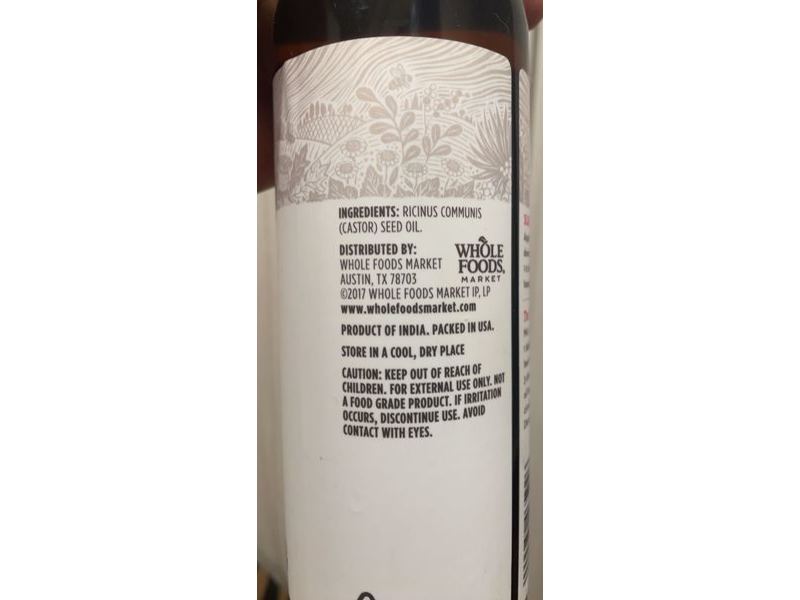 INGREDIENTS: RICINUS COMMUNIS
(CASTOR) SEED OIL.
DISTRIBUTED BY:
WHOLE FOODS MARKET
AUSTIN, TX 78703
©2017 WHOLE FOODS MARKET IP, LP
www.wholefoodsmarket.com
WHOLE
FOODS
MARKET
PRODUCT OF INDIA. PACKED IN USA.
STORE IN A COOL, DRY PLACE
CAUTION: KEEP OUT OF REACH OF
CHILDREN. FOR EXTERNAL USE ONLY. NOT
A FOOD GRADE PRODUCT. IF IRRITATION
OCCURS, DISCONTINUE USE. AVOID
CONTACT WITH EYES.